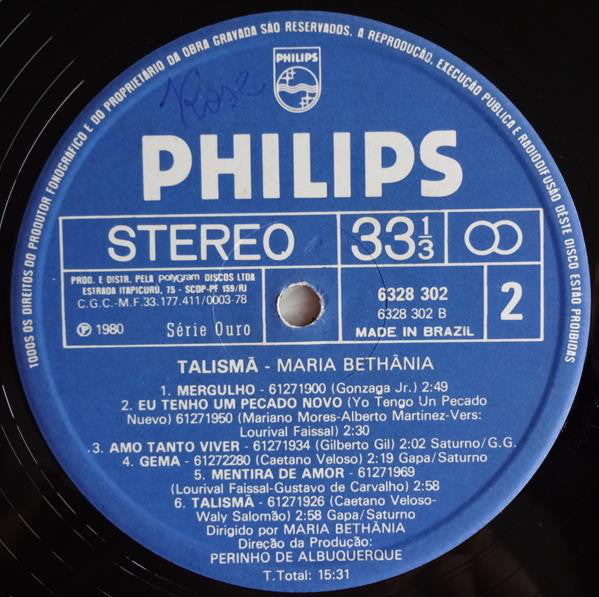 TODOS OS DIREITOS DO PRODUTOR FONOGRÁFICO E DO PROPRIETÁRIO DA OBRA GRAVADA SÃO RESERVADOS. A REPRODUÇÃO, EXECUÇÃO PÚBLICA E RADIODIFUSÃO DÊSTE DISCO ESTÃO PROIBIDAS
Rose
PHILIPS
PHILIPS
STEREO
33 1/3
PROD. E DISTR. PELA polyGram DISCOS LTDA
ESTRADA ITAPICURÚ, 75 - SCDP-PF 159/RJ
C.G.C.-M.F.33.177.411/0003-78
℗ 1980 Série Ouro
6328 302
6328 302 B
MADE IN BRAZIL
2
TALISMÃ - MARIA BETHÂNIA
1. MERGULHO - 61271900 (Gonzaga Jr.) 2:49
2. EU TENHO UM PECADO NOVO (Yo Tengo Un Pecado
Nuevo) 61271950 (Mariano Mores-Alberto Martinez-Vers:
Lourival Faissal) 2:30
3. AMO TANTO VIVER - 61271934 (Gilberto Gil) 2:02 Saturno/G.G.
4. GEMA - 61272280 (Caetano Veloso) 2:19 Gapa/Saturno
5. MENTIRA DE AMOR - 61271969
(Lourival Faissal-Gustavo de Carvalho) 2:58
6. TALISMÃ - 61271926 (Caetano Veloso-
Waly Salomão) 2:58 Gapa/Saturno
Dirigido por MARIA BETHÂNIA
Direção da Produção:
PERINHO DE ALBUQUERQUE
T.Total: 15:31